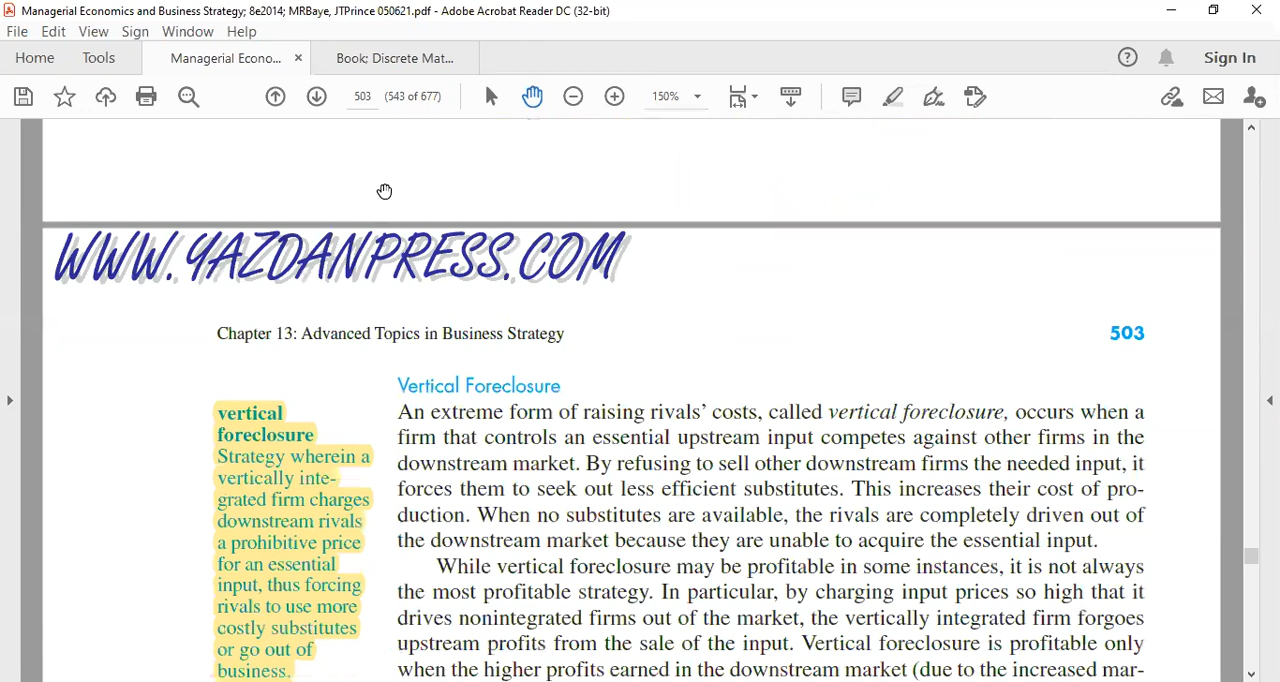 Managerial Economics and Business Strategy; 8e2014; MRBaye, JTPrince 050621.pdf - Adobe Acrobat Reader DC (32-bit)
File Edit View Sign Window Help
Home Tools Managerial Econo... × Book; Discrete Mat... Sign In
503 (543 of 677) 150%
WWW.YAZDANPRESS.COM
Chapter 13: Advanced Topics in Business Strategy 503
vertical
foreclosure
Strategy wherein a
vertically inte-
grated firm charges
downstream rivals
a prohibitive price
for an essential
input, thus forcing
rivals to use more
costly substitutes
or go out of
business.
Vertical Foreclosure
An extreme form of raising rivals’ costs, called vertical foreclosure, occurs when a
firm that controls an essential upstream input competes against other firms in the
downstream market. By refusing to sell other downstream firms the needed input, it
forces them to seek out less efficient substitutes. This increases their cost of pro-
duction. When no substitutes are available, the rivals are completely driven out of
the downstream market because they are unable to acquire the essential input.
While vertical foreclosure may be profitable in some instances, it is not always
the most profitable strategy. In particular, by charging input prices so high that it
drives nonintegrated firms out of the market, the vertically integrated firm forgoes
upstream profits from the sale of the input. Vertical foreclosure is profitable only
when the higher profits earned in the downstream market (due to the increased mar-